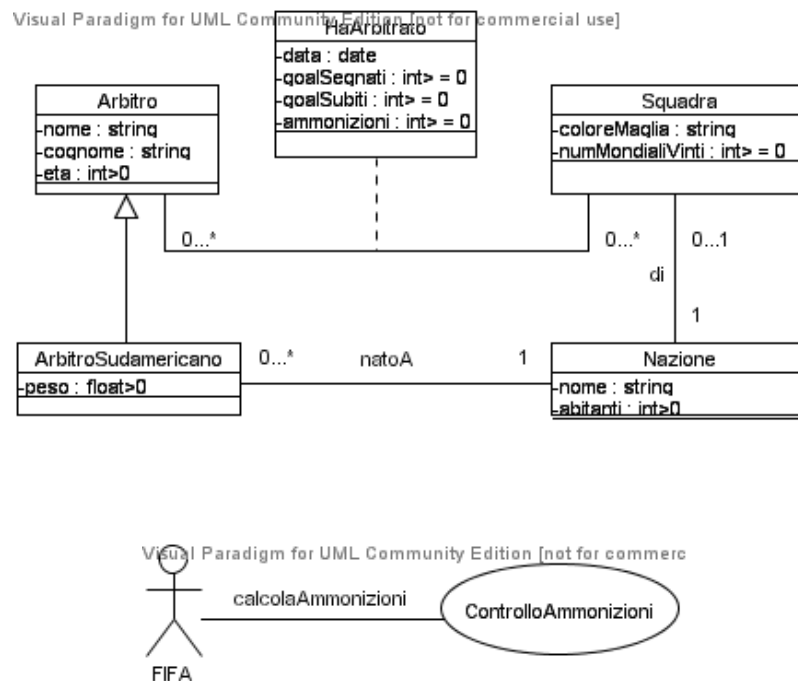 Visual Paradigm for UML Community Edition [not for commercial use]
HaArbitrato
-data : date
-goalSegnati : int> = 0
-goalSubiti : int> = 0
-ammonizioni : int> = 0
Arbitro
-nome : string
-cognome : string
-eta : int>0
Squadra
-coloreMaglia : string
-numMondialiVinti : int> = 0
0...*
0...*
0...1
di
1
ArbitroSudamericano
-peso : float>0
0...*
natoA
1
Nazione
-nome : string
-abitanti : int>0
Visual Paradigm for UML Community Edition [not for commerc
calcolaAmmonizioni
ControlloAmmonizioni
FIFA